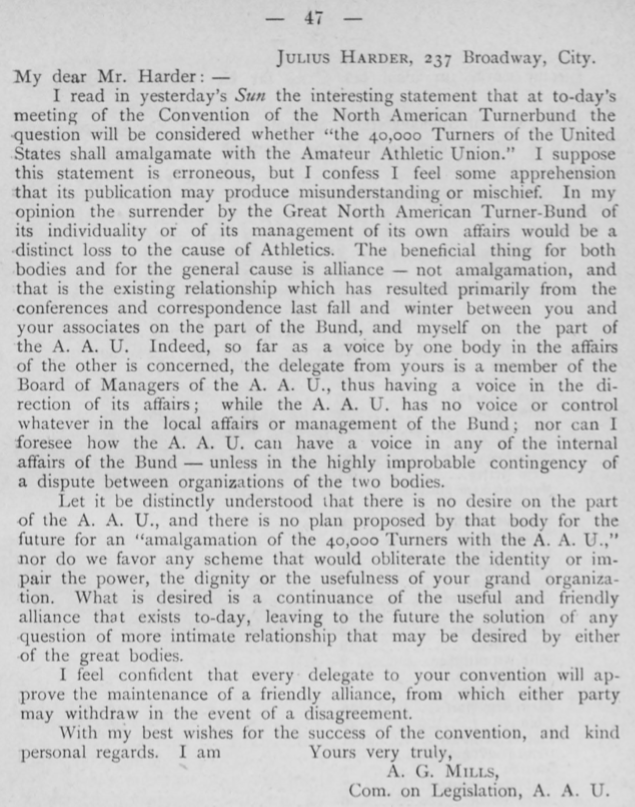 — 47 —
Julius Harder, 237 Broadway, City.
My dear Mr. Harder: —
I read in yesterday's Sun the interesting statement that at to-day's
meeting of the Convention of the North American Turnerbund the
question will be considered whether "the 40,000 Turners of the United
States shall amalgamate with the Amateur Athletic Union." I suppose
this statement is erroneous, but I confess I feel some apprehension
that its publication may produce misunderstanding or mischief. In my
opinion the surrender by the Great North American Turner-Bund of
its individuality or of its management of its own affairs would be a
distinct loss to the cause of Athletics. The beneficial thing for both
bodies and for the general cause is alliance — not amalgamation, and
that is the existing relationship which has resulted primarily from the
conferences and correspondence last fall and winter between you and
your associates on the part of the Bund, and myself on the part of
the A. A. U. Indeed, so far as a voice by one body in the affairs
of the other is concerned, the delegate from yours is a member of the
Board of Managers of the A. A. U., thus having a voice in the di-
rection of its affairs; while the A. A. U. has no voice or control
whatever in the local affairs or management of the Bund; nor can I
foresee how the A. A. U. can have a voice in any of the internal
affairs of the Bund — unless in the highly improbable contingency of
a dispute between organizations of the two bodies.
Let it be distinctly understood that there is no desire on the part
of the A. A. U., and there is no plan proposed by that body for the
future for an "amalgamation of the 40,000 Turners with the A. A. U.,"
nor do we favor any scheme that would obliterate the identity or im-
pair the power, the dignity or the usefulness of your grand organiza-
tion. What is desired is a continuance of the useful and friendly
alliance that exists to-day, leaving to the future the solution of any
question of more intimate relationship that may be desired by either
of the great bodies.
I feel confident that every delegate to your convention will ap-
prove the maintenance of a friendly alliance, from which either party
may withdraw in the event of a disagreement.
With my best wishes for the success of the convention, and kind
personal regards. I am Yours very truly,
A. G. Mills,
Com. on Legislation, A. A. U.